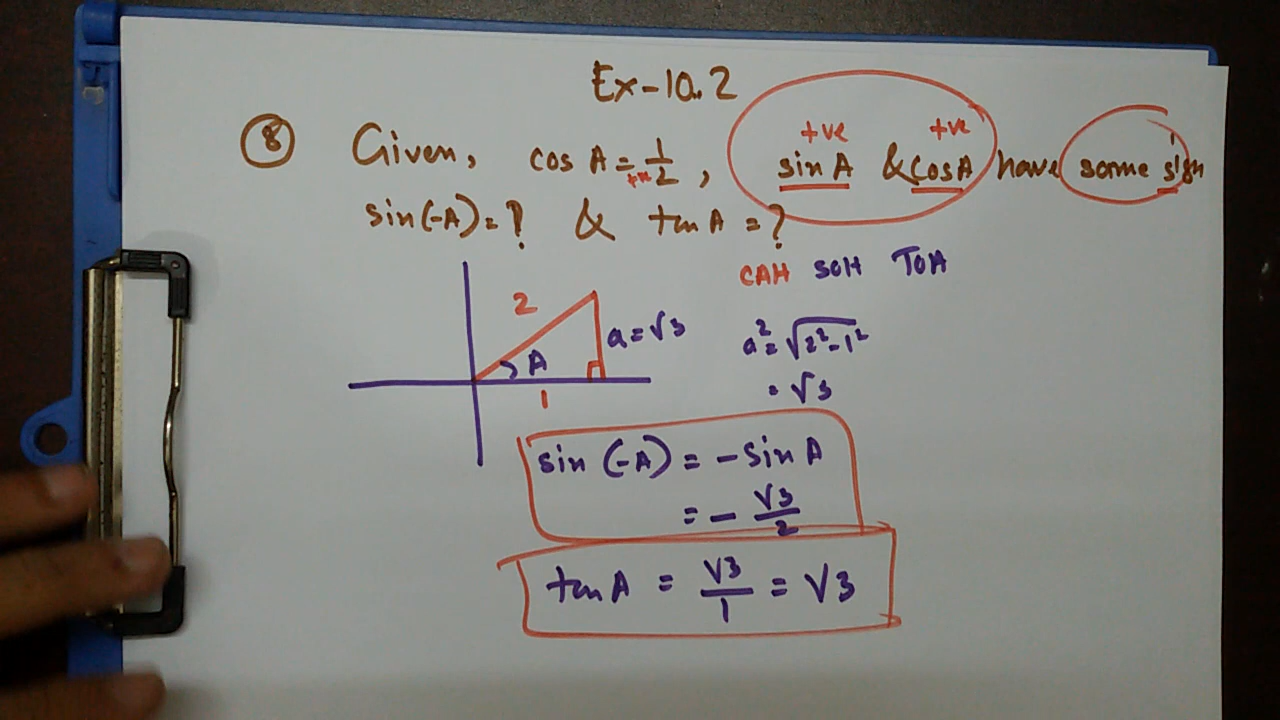 Ex-10.2
⑧ Given, cos A = 1/2, sin A & cos A have same sign
+ve +ve
+ve
sin(-A) = ? & tan A = ?
CAH SOH TOA
2
a = √3
A
1
a² = √2²-1²
= √3
sin (-A) = - sin A
= - √3/2
tan A = √3/1 = √3